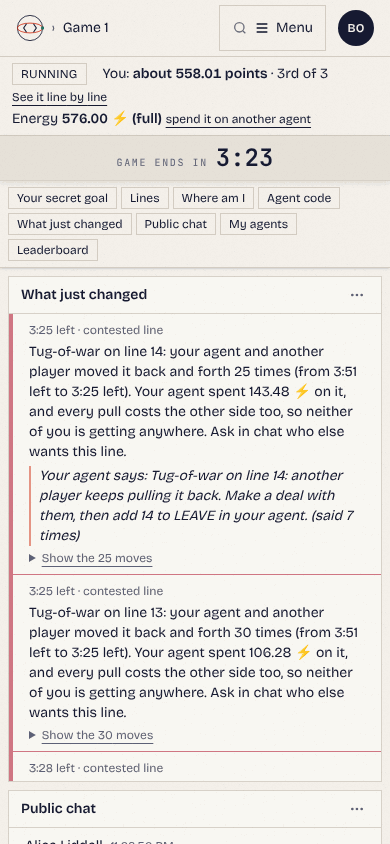 › Game 1
Menu
BO
RUNNING You: about 558.01 points · 3rd of 3
See it line by line
Energy 576.00 ⚡ (full) spend it on another agent
GAME ENDS IN 3:23
Your secret goal Lines Where am I Agent code
What just changed Public chat My agents
Leaderboard
What just changed ···
3:25 left · contested line
Tug-of-war on line 14: your agent and another
player moved it back and forth 25 times (from 3:51
left to 3:25 left). Your agent spent 143.48 ⚡ on it,
and every pull costs the other side too, so neither
of you is getting anywhere. Ask in chat who else
wants this line.
Your agent says: Tug-of-war on line 14: another
player keeps pulling it back. Make a deal with
them, then add 14 to LEAVE in your agent. (said 7
times)
▶ Show the 25 moves
3:25 left · contested line
Tug-of-war on line 13: your agent and another
player moved it back and forth 30 times (from 3:51
left to 3:25 left). Your agent spent 106.28 ⚡ on it,
and every pull costs the other side too, so neither
of you is getting anywhere. Ask in chat who else
wants this line.
▶ Show the 30 moves
3:28 left · contested line
Public chat ···